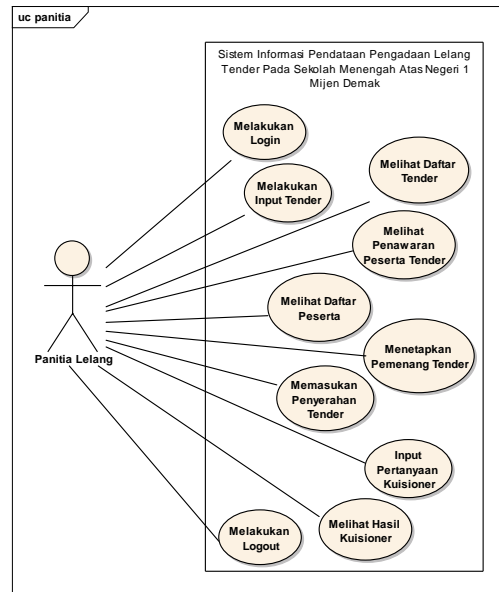 uc panitia
Sistem Informasi Pendataan Pengadaan Lelang
Tender Pada Sekolah Menengah Atas Negeri 1
Mijen Demak
Melakukan
Login
Melihat Daftar
Tender
Melakukan
Input Tender
Melihat
Penawaran
Peserta Tender
Melihat Daftar
Peserta
Panitia Lelang
Menetapkan
Pemenang Tender
Memasukan
Penyerahan
Tender
Input
Pertanyaan
Kuisioner
Melihat Hasil
Kuisioner
Melakukan
Logout